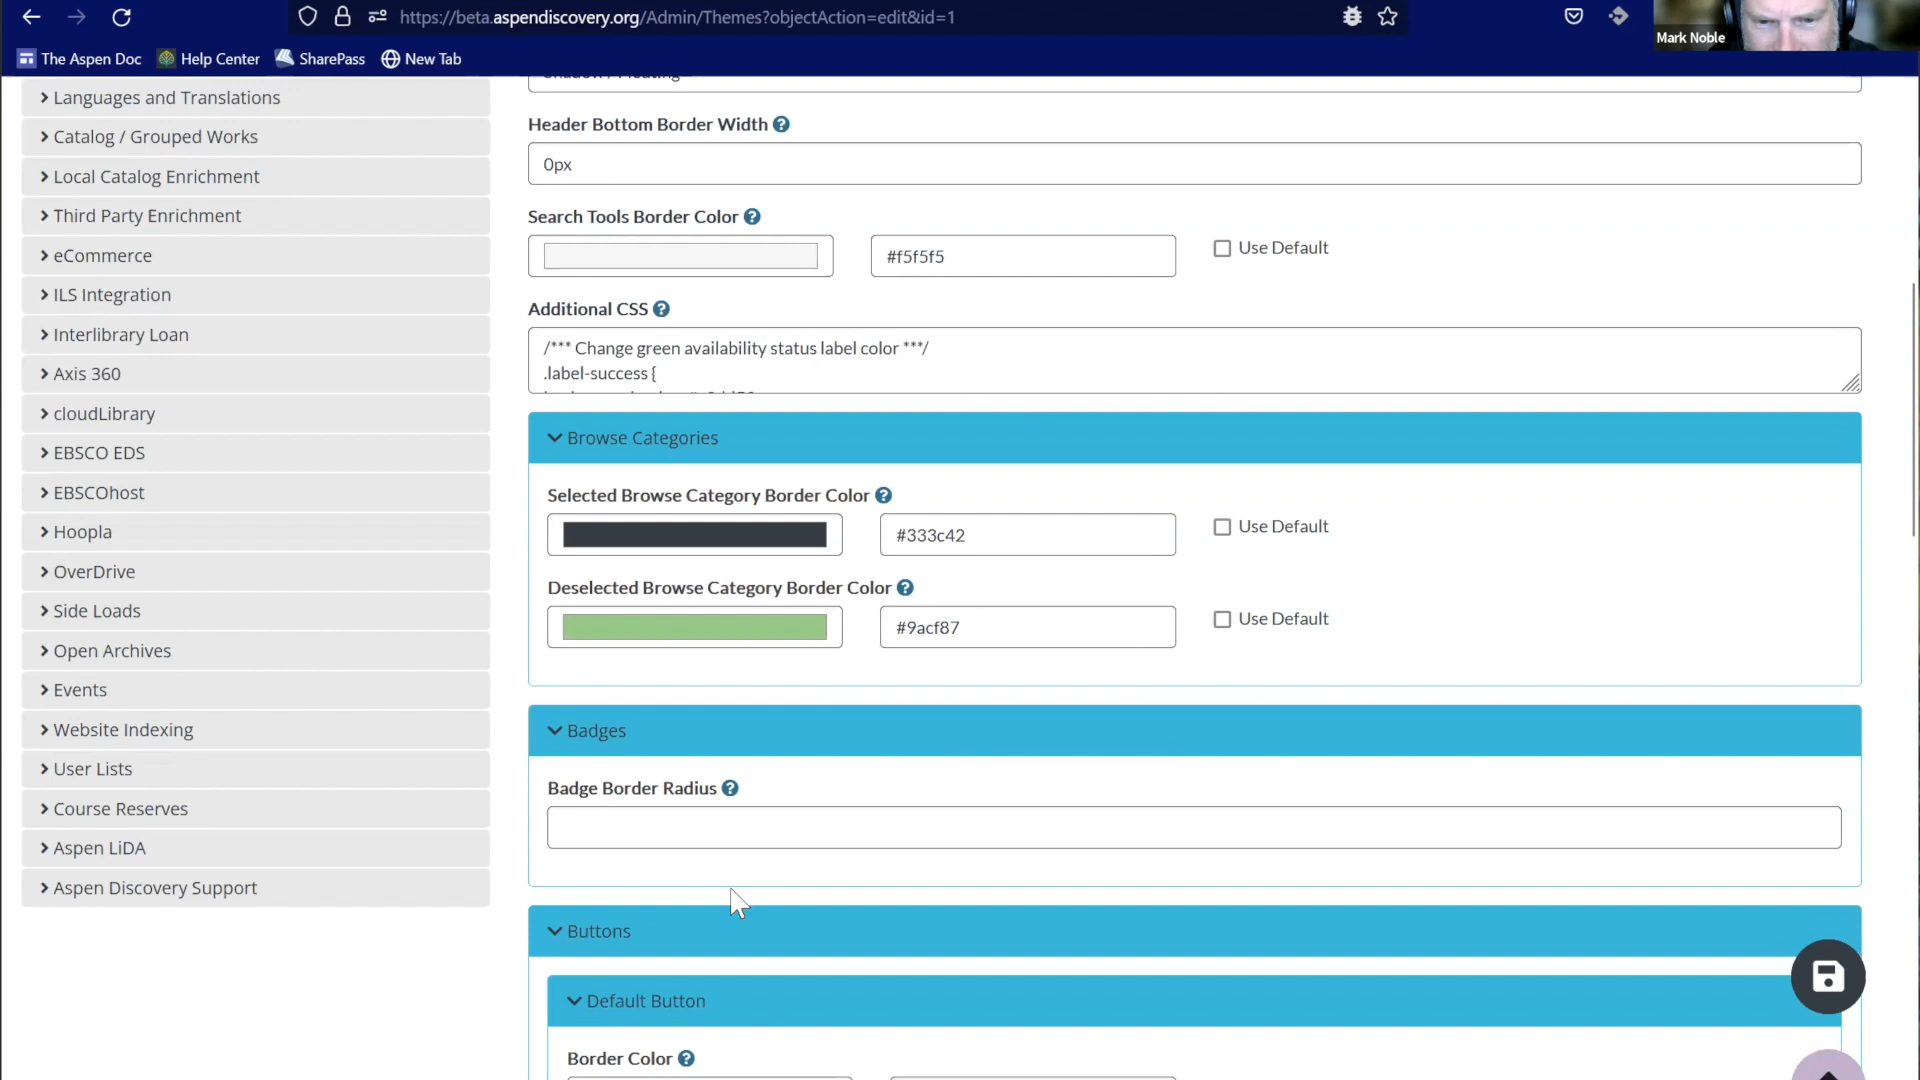 https://beta.aspendiscovery.org/Admin/Themes?objectAction=edit&id=1
Mark Noble
The Aspen Doc
Help Center
SharePass
New Tab
Languages and Translations
Catalog / Grouped Works
Local Catalog Enrichment
Third Party Enrichment
eCommerce
ILS Integration
Interlibrary Loan
Axis 360
cloudLibrary
EBSCO EDS
EBSCOhost
Hoopla
OverDrive
Side Loads
Open Archives
Events
Website Indexing
User Lists
Course Reserves
Aspen LiDA
Aspen Discovery Support
Header Bottom Border Width
0px
Search Tools Border Color
#f5f5f5
Use Default
Additional CSS
/*** Change green availability status label color ***/
.label-success {
Browse Categories
Selected Browse Category Border Color
#333c42
Use Default
Deselected Browse Category Border Color
#9acf87
Use Default
Badges
Badge Border Radius
Buttons
Default Button
Border Color